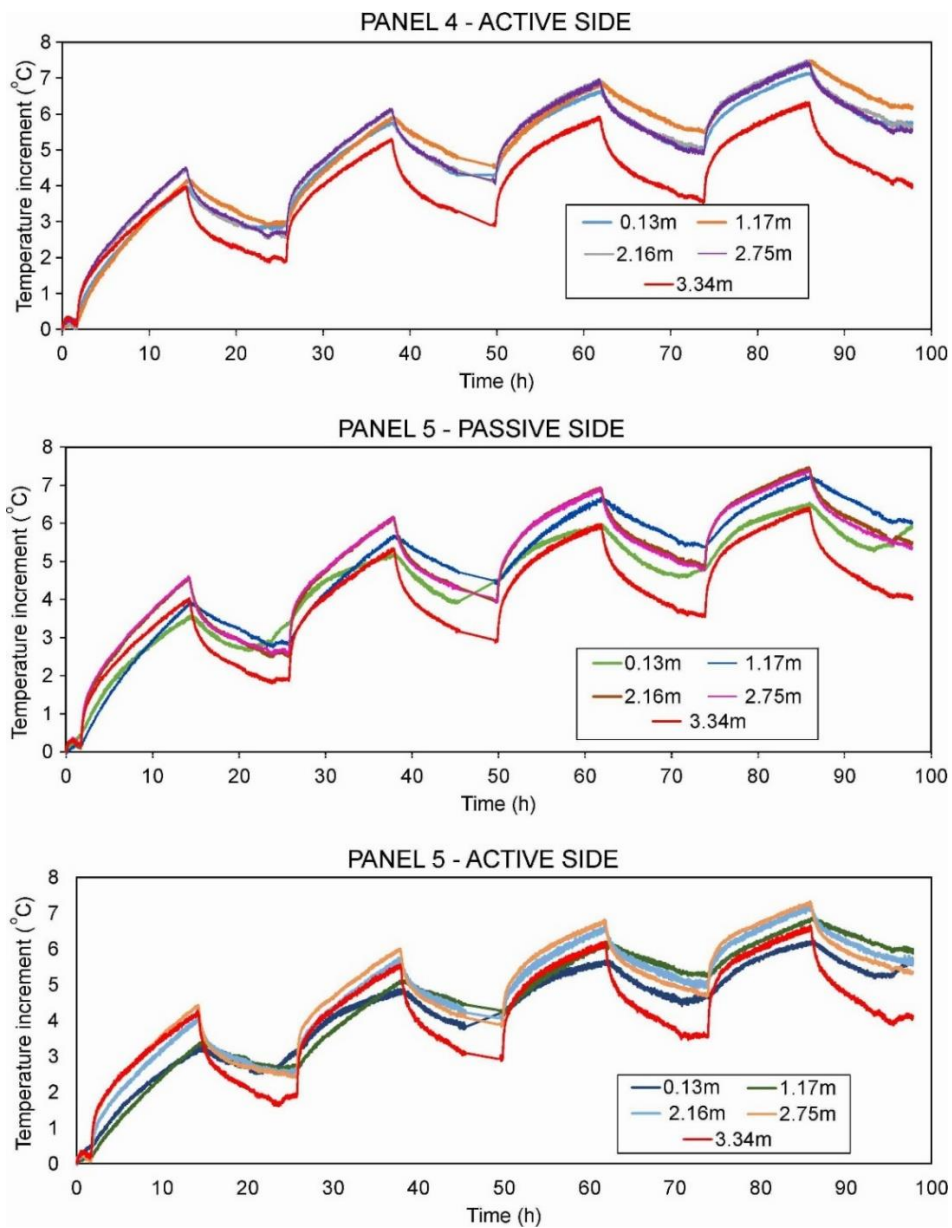 PANEL 4 - ACTIVE SIDE
8
7
6
5
4
3
2
1
0
Temperature increment (°C)
0.13m 1.17m
2.16m 2.75m
3.34m
0 10 20 30 40 50 60 70 80 90 100
Time (h)
PANEL 5 - PASSIVE SIDE
8
7
6
5
4
3
2
1
0
Temperature increment (°C)
0.13m 1.17m
2.16m 2.75m
3.34m
0 10 20 30 40 50 60 70 80 90 100
Time (h)
PANEL 5 - ACTIVE SIDE
8
7
6
5
4
3
2
1
0
Temperature increment (°C)
0.13m 1.17m
2.16m 2.75m
3.34m
0 10 20 30 40 50 60 70 80 90 100
Time (h)